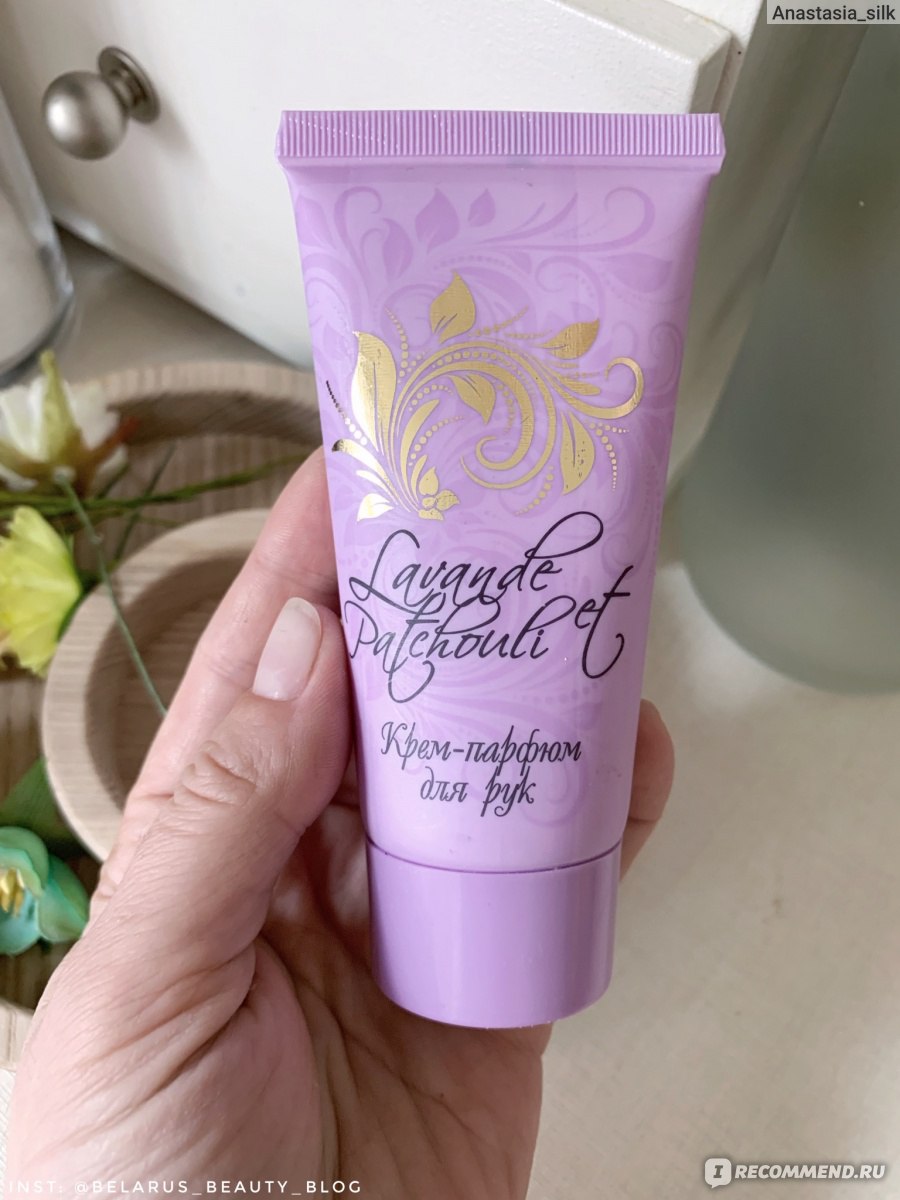 Anastasia_silk
Lavande
et
Patchouli
Крем-парфюм
для рук
INST: @BELARUS_BEAUTY_BLOG
I RECOMMEND.RU